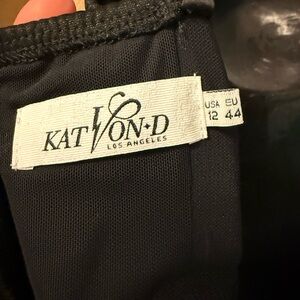 KAT VON•D
LOS ANGELES
USA EU
12 44